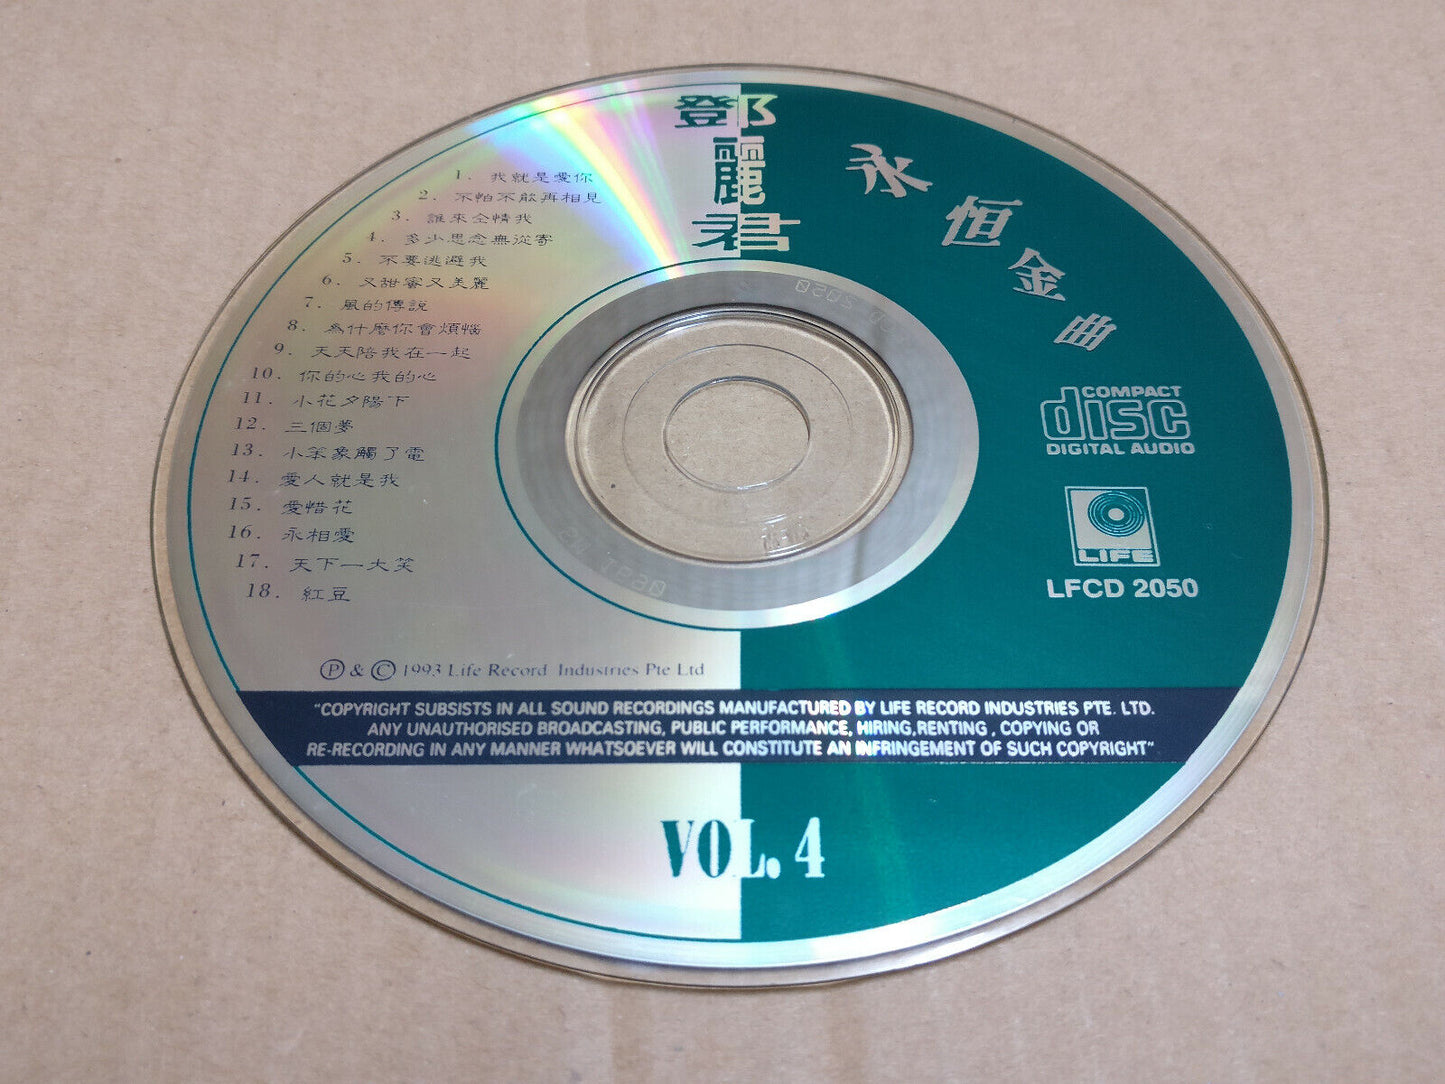 鄧麗君
永恒金曲
1. 我就是愛你
2. 不怕不敢再相見
3. 誰來全情我
4. 多少思念無從寄
5. 不要逃避我
6. 又甜蜜又美麗
7. 風的傳說
8. 為什麼你會煩惱
9. 天天陪我在一起
10. 你的心我的心
11. 小花夕陽下
12. 三個夢
13. 小笨象觸了電
14. 愛人就是我
15. 愛惜花
16. 永相愛
17. 天下一大笑
18. 紅豆
COMPACT
disc
DIGITAL AUDIO
LIFE
LFCD 2050
Ⓟ & Ⓒ 1993 Life Record Industries Pte Ltd
"COPYRIGHT SUBSISTS IN ALL SOUND RECORDINGS MANUFACTURED BY LIFE RECORD INDUSTRIES PTE. LTD.
ANY UNAUTHORISED BROADCASTING, PUBLIC PERFORMANCE, HIRING,RENTING , COPYING OR
RE-RECORDING IN ANY MANNER WHATSOEVER WILL CONSTITUTE AN INFRINGEMENT OF SUCH COPYRIGHT"
VOL.4